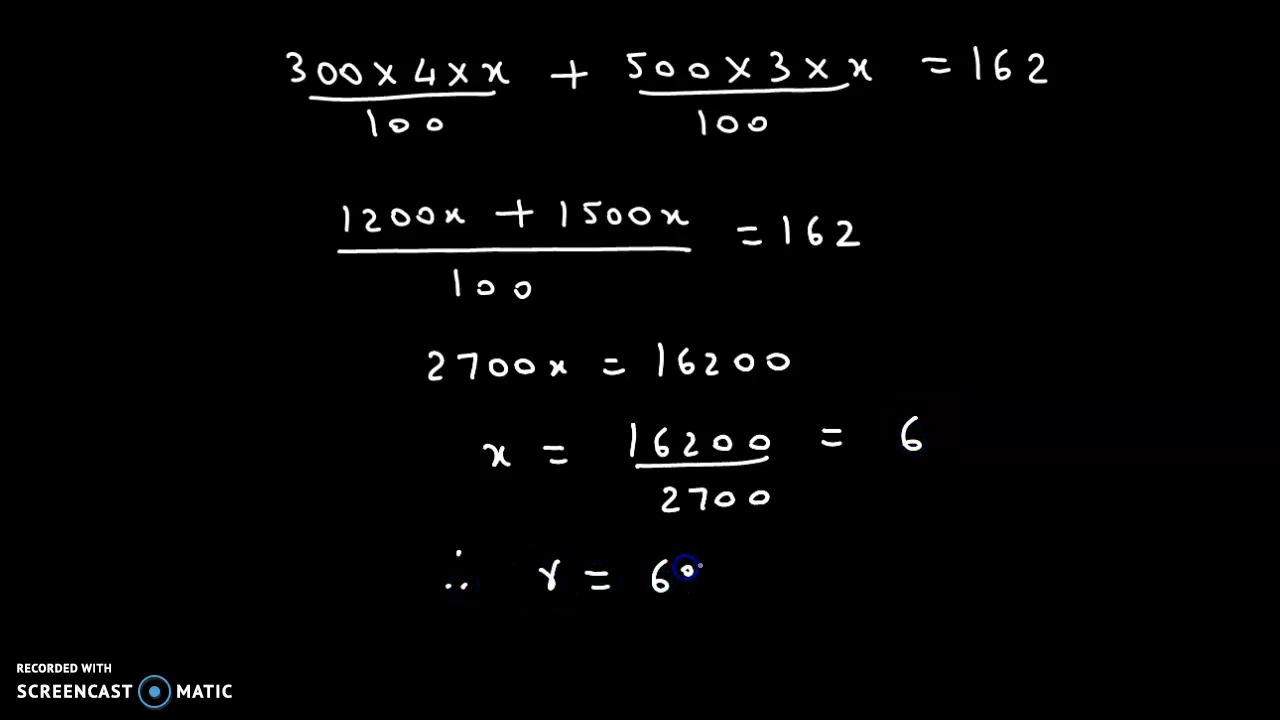 300 × 4 × x + 500 × 3 × x = 162
100 100
1200x + 1500x = 162
100
2700x = 16200
x = 16200 = 6
2700
∴ r = 6
RECORDED WITH
SCREENCAST MATIC